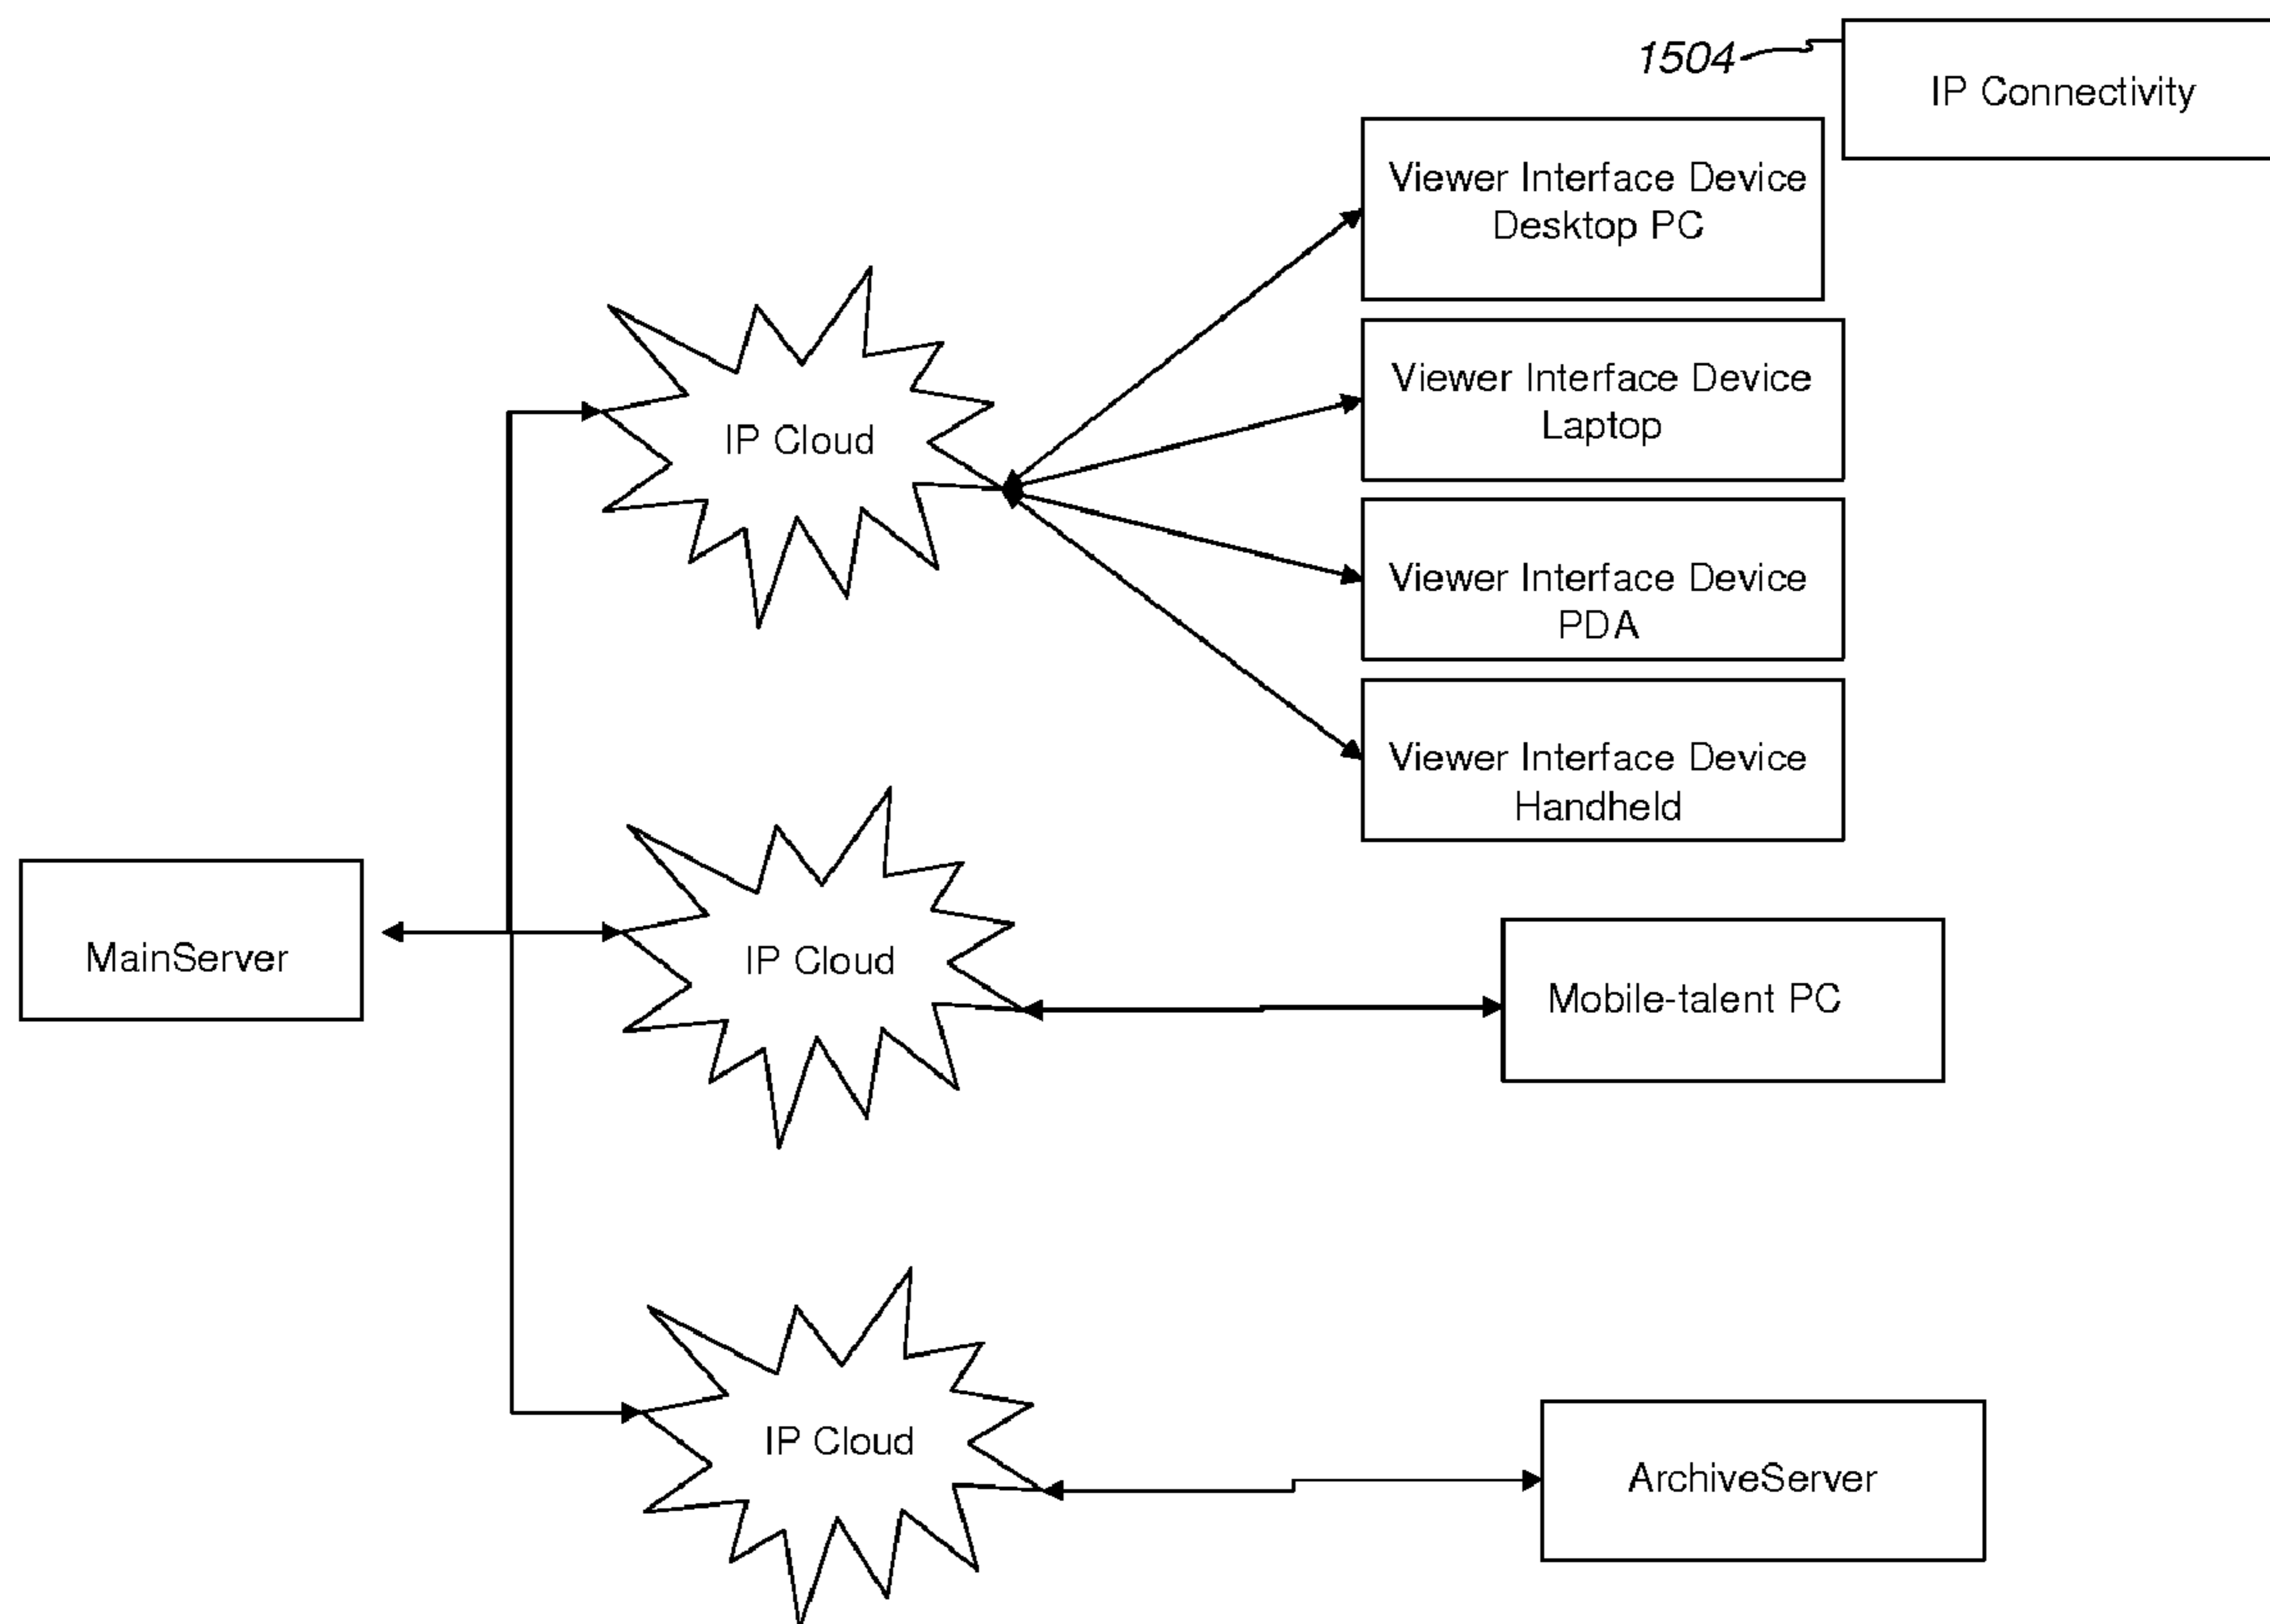 1504
IP Connectivity
Viewer Interface Device
Desktop PC
Viewer Interface Device
Laptop
IP Cloud
Viewer Interface Device
PDA
Viewer Interface Device
Handheld
MainServer
IP Cloud
Mobile-talent PC
IP Cloud
ArchiveServer